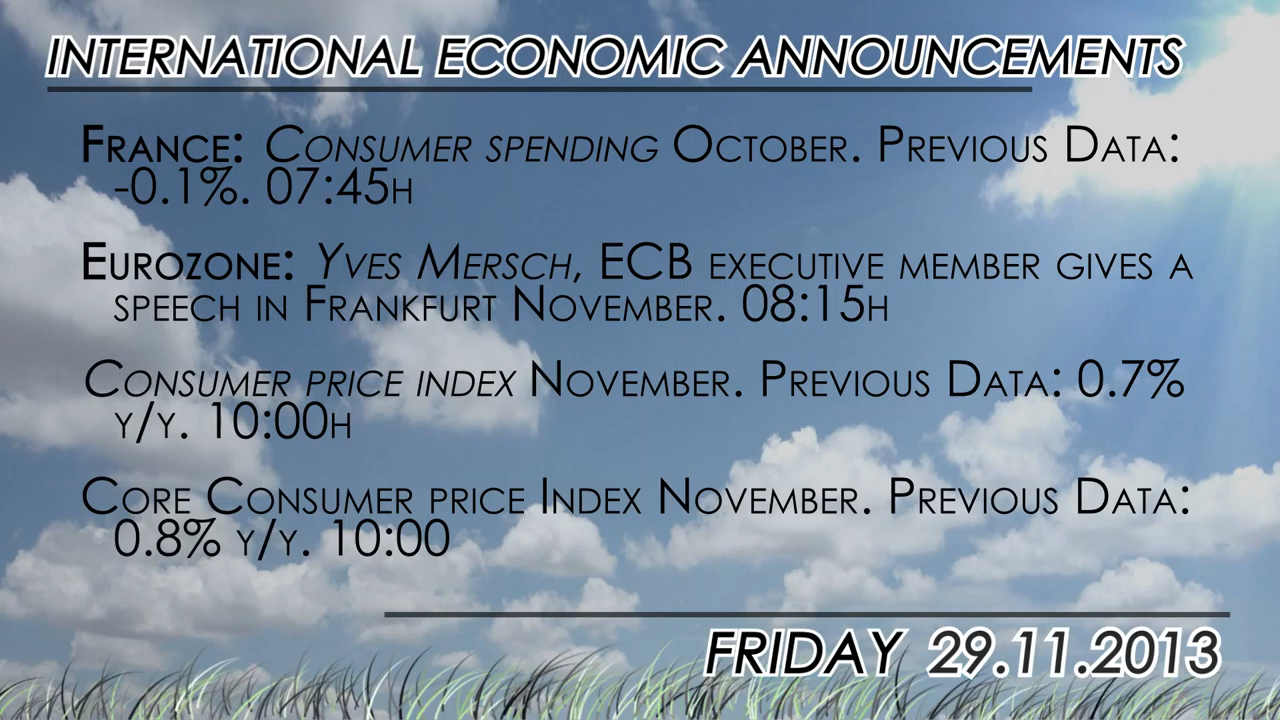 INTERNATIONAL ECONOMIC ANNOUNCEMENTS
France: Consumer spending October. Previous Data:
-0.1%. 07:45h
Eurozone: Yves Mersch, ECB executive member gives a
speech in Frankfurt November. 08:15h
Consumer price index November. Previous Data: 0.7%
y/y. 10:00h
Core Consumer price Index November. Previous Data:
0.8% y/y. 10:00
FRIDAY 29.11.2013